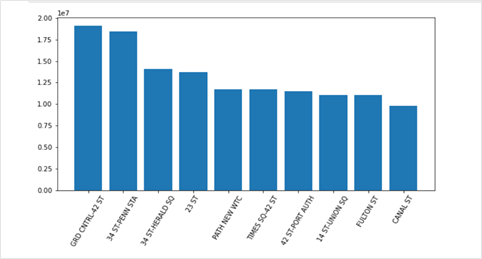 1e7
2.00
1.75
1.50
1.25
1.00
0.75
0.50
0.25
0.00
GRD CNTRL-42 ST
34 ST-PENN STA
34 ST-HERALD SQ
23 ST
PATH NEW WTC
TIMES SQ-42 ST
42 ST-PORT AUTH
14 ST-UNION SQ
FULTON ST
CANAL ST